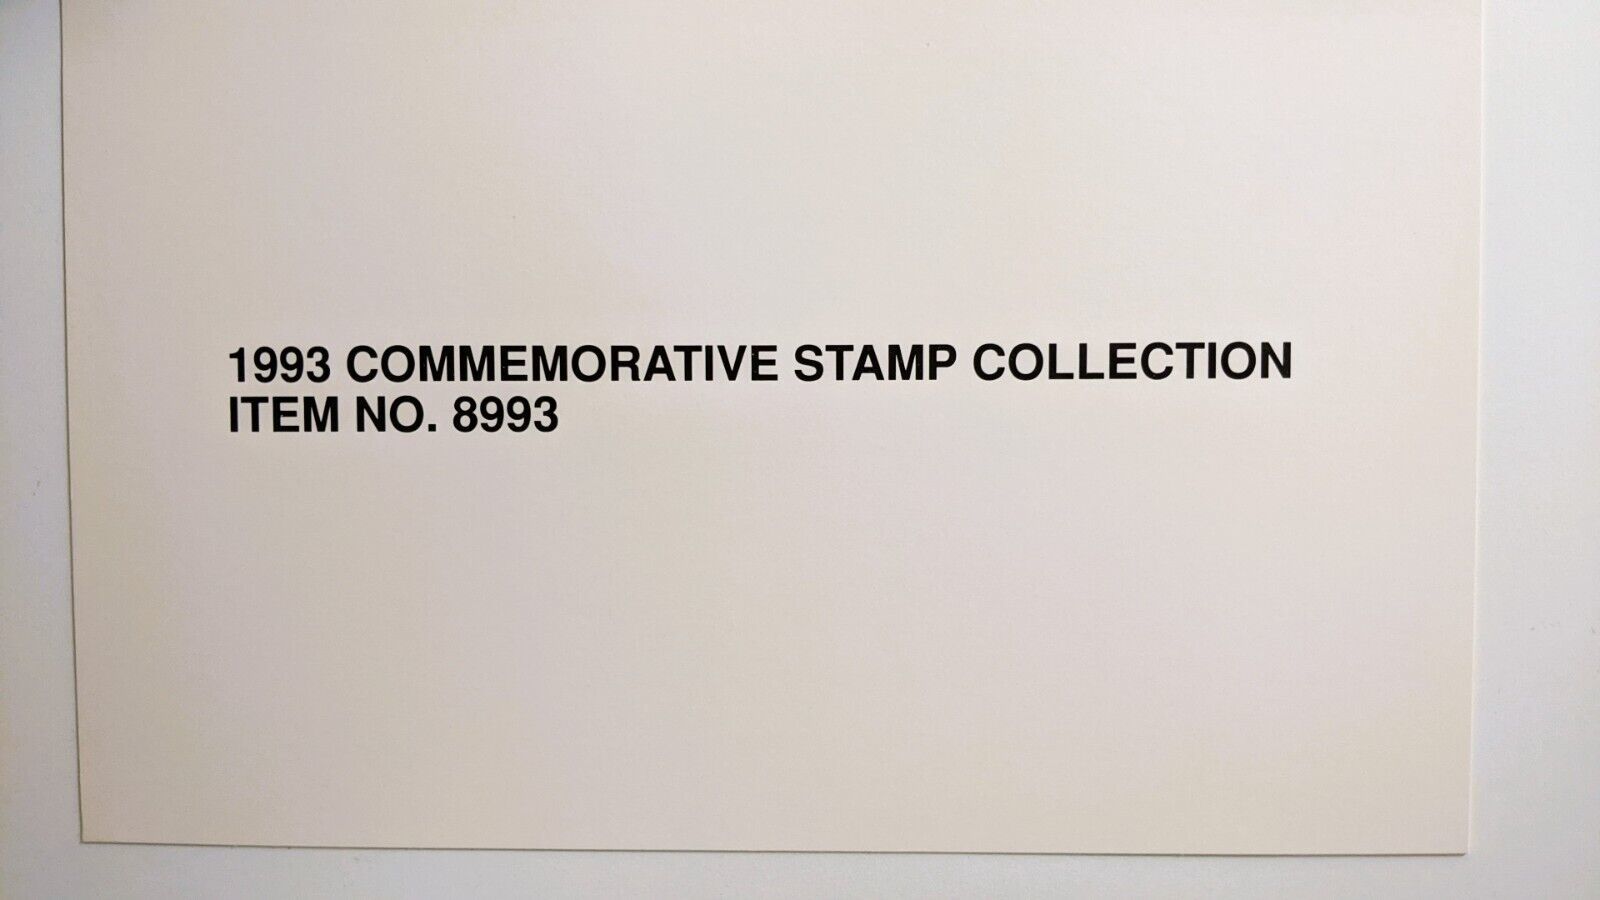 1993 COMMEMORATIVE STAMP COLLECTION
ITEM NO. 8993